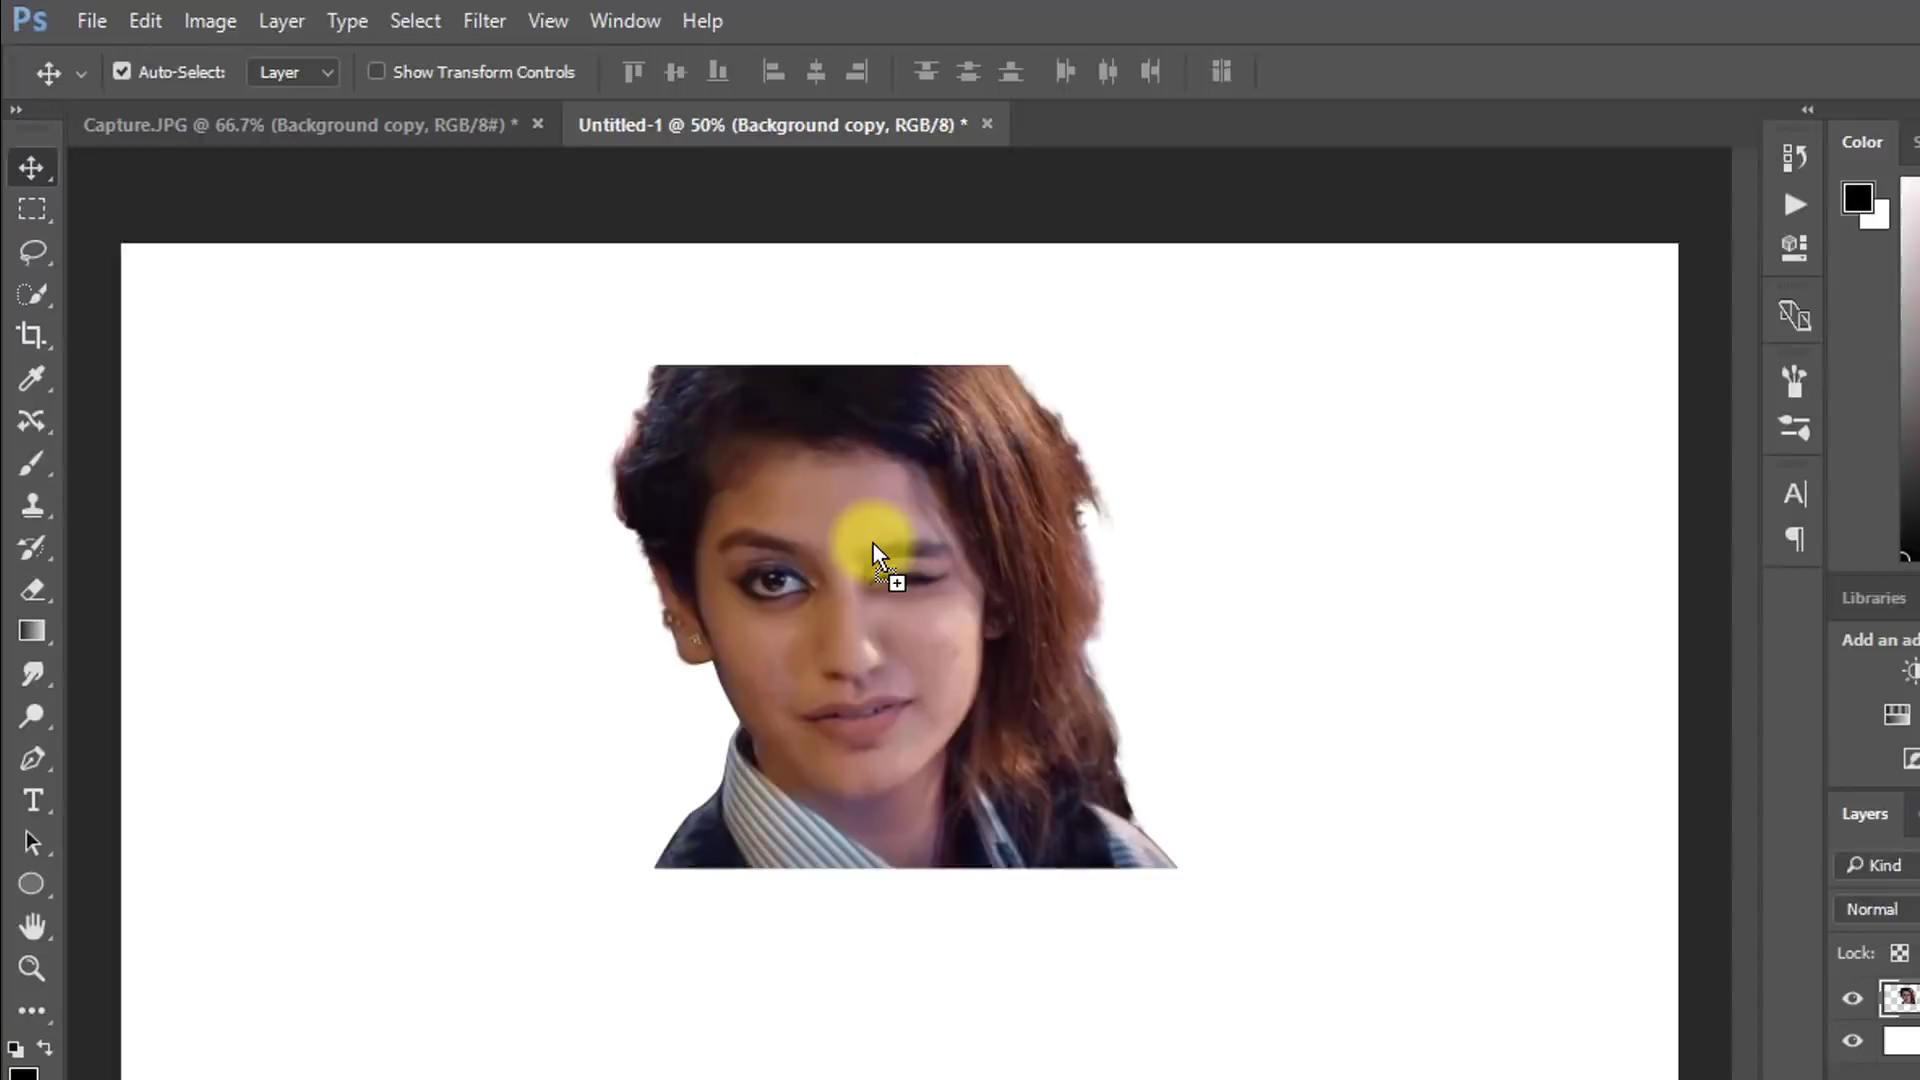 Ps File Edit Image Layer Type Select Filter View Window Help
Auto-Select: Layer Show Transform Controls
Capture.JPG @ 66.7% (Background copy, RGB/8#) * Untitled-1 @ 50% (Background copy, RGB/8) *
Color
Libraries
Add an ad
Layers
Kind
Normal
Lock: